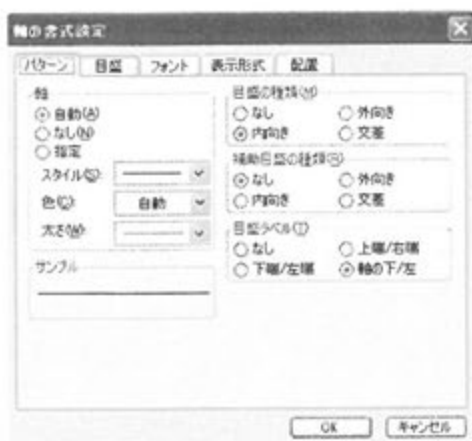 軸の書式設定
パターン 目盛 フォント 表示形式 配置
軸
自動(A)
なし(N)
指定
スタイル(S):
色(C): 自動
太さ(W):
サンプル
目盛の種類(M)
なし 外向き
内向き 交差
補助目盛の種類(R)
なし 外向き
内向き 交差
目盛ラベル(T)
なし 上端/右端
下端/左端 軸の下/左
OK キャンセル